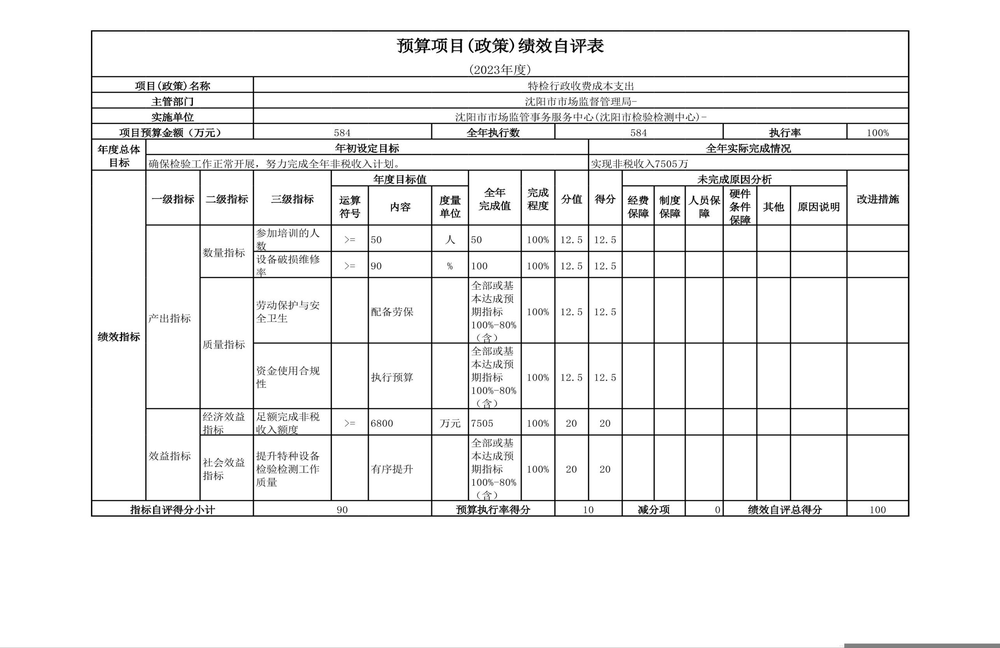 预算项目(政策)绩效自评表
(2023年度)
项目(政策)名称 特检行政收费成本支出
主管部门 沈阳市市场监督管理局-
实施单位 沈阳市市场监管事务服务中心(沈阳市检验检测中心)-
项目预算金额（万元） 584 全年执行数 584 执行率 100%
年度总体
目标
年初设定目标 全年实际完成情况
确保检验工作正常开展，努力完成全年非税收入计划。 实现非税收入7505万
绩效指标
一级指标 二级指标 三级指标
年度目标值
运算
符号
内容
度量
单位
全年
完成值
完成
程度
分值 得分
未完成原因分析
经费
保障
制度
保障
人员保
障
硬件
条件
保障
其他 原因说明
改进措施
产出指标
数量指标
参加培训的人
数
>= 50 人 50 100% 12.5 12.5
设备破损维修
率
>= 90 % 100 100% 12.5 12.5
质量指标
劳动保护与安
全卫生
配备劳保
全部或基
本达成预
期指标
100%-80%
（含）
100% 12.5 12.5
资金使用合规
性
执行预算
全部或基
本达成预
期指标
100%-80%
（含）
100% 12.5 12.5
效益指标
经济效益
指标
足额完成非税
收入额度
>= 6800 万元 7505 100% 20 20
社会效益
指标
提升特种设备
检验检测工作
质量
有序提升
全部或基
本达成预
期指标
100%-80%
（含）
100% 20 20
指标自评得分小计 90 预算执行率得分 10 减分项 0 绩效自评总得分 100